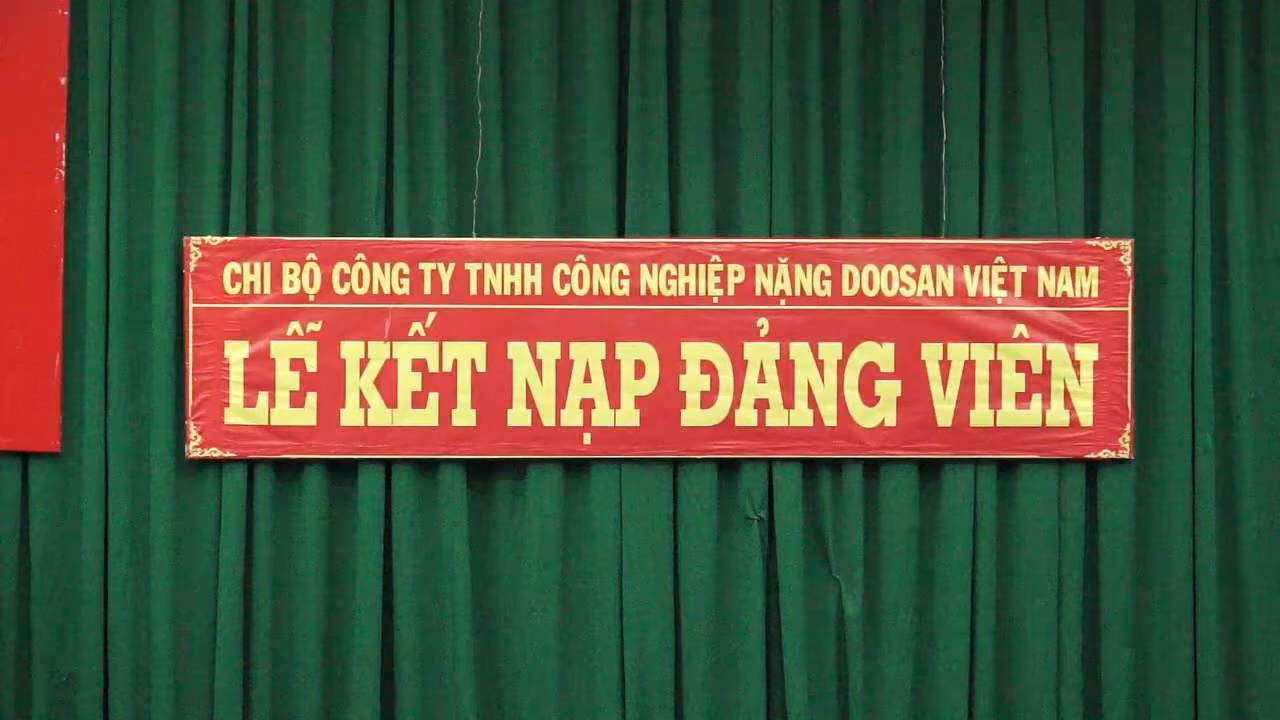 CHI BỘ CÔNG TY TNHH CÔNG NGHIỆP NẶNG DOOSAN VIỆT NAM
LỄ KẾT NẠP ĐẢNG VIÊN